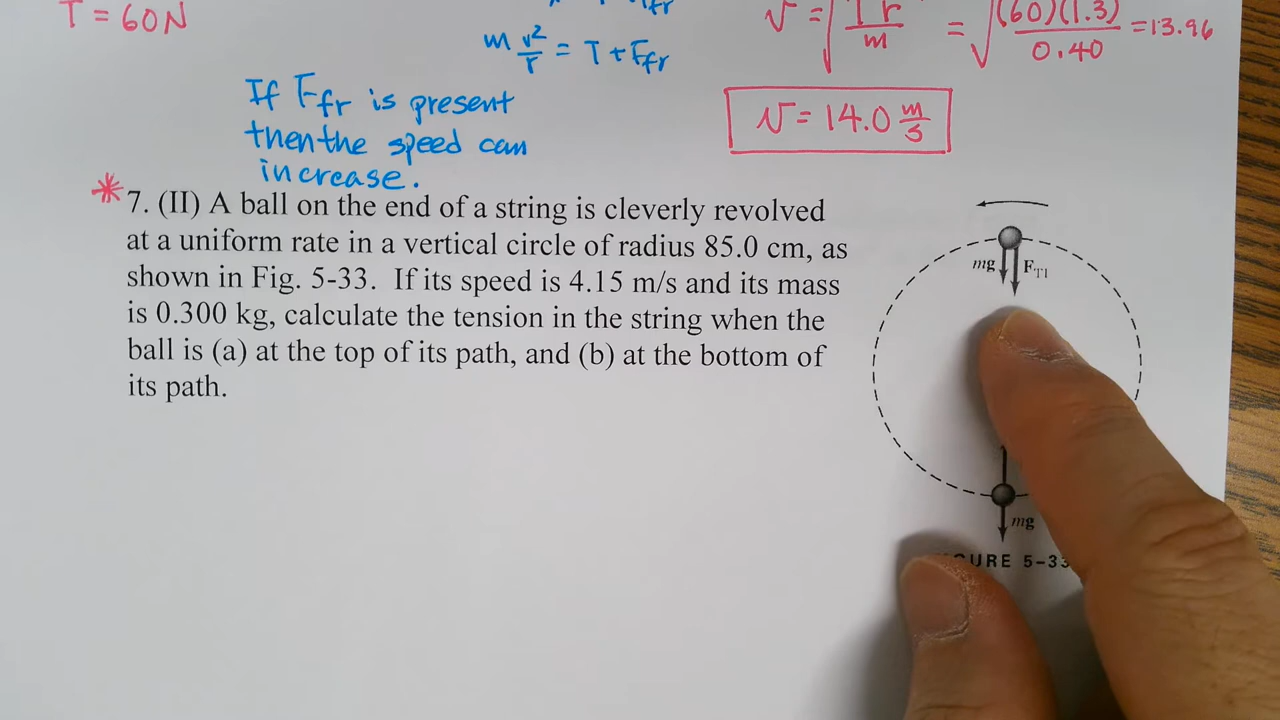 T = 60N
m v²/r = T + Ffr
If Ffr is present
then the speed can
increase.
= √((60)(1.3)/0.40) = 13.96
v = 14.0 m/s
* 7. (II) A ball on the end of a string is cleverly revolved
at a uniform rate in a vertical circle of radius 85.0 cm, as
shown in Fig. 5-33. If its speed is 4.15 m/s and its mass
is 0.300 kg, calculate the tension in the string when the
ball is (a) at the top of its path, and (b) at the bottom of
its path.
mg FT1
mg
5-33